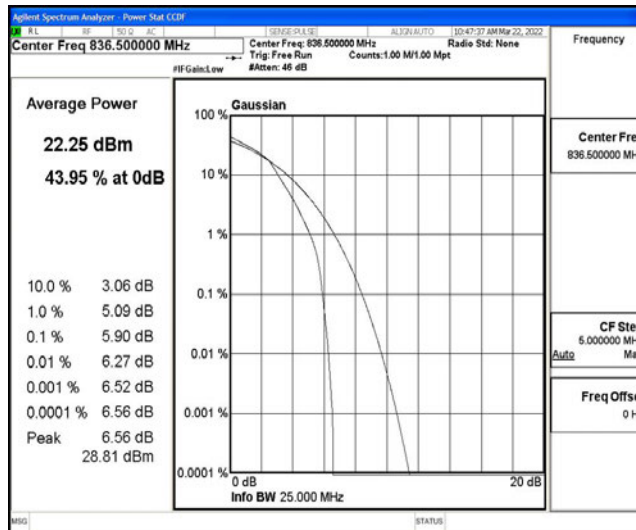 Agilent Spectrum Analyzer - Power Stat CCDF
RL RF 50 Ω AC SENSE:PULSE ALIGN AUTO 10:47:37 AM Mar 22, 2022
Center Freq 836.500000 MHz
Center Freq: 836.500000 MHz Radio Std: None
Trig: Free Run Counts:1.00 M/1.00 Mpt
#IFGain:Low #Atten: 46 dB
Average Power
22.25 dBm
43.95 % at 0dB
10.0 % 3.06 dB
1.0 % 5.09 dB
0.1 % 5.90 dB
0.01 % 6.27 dB
0.001 % 6.52 dB
0.0001 % 6.56 dB
Peak 6.56 dB
28.81 dBm
Gaussian
100 %
10 %
1 %
0.1 %
0.01 %
0.001 %
0.0001 %
0 dB 20 dB
Info BW 25.000 MHz
Frequency
Center Fre
836.500000 MH
CF Ste
5.000000 MH
Auto Ma
Freq Offs
0 H
MSG STATUS